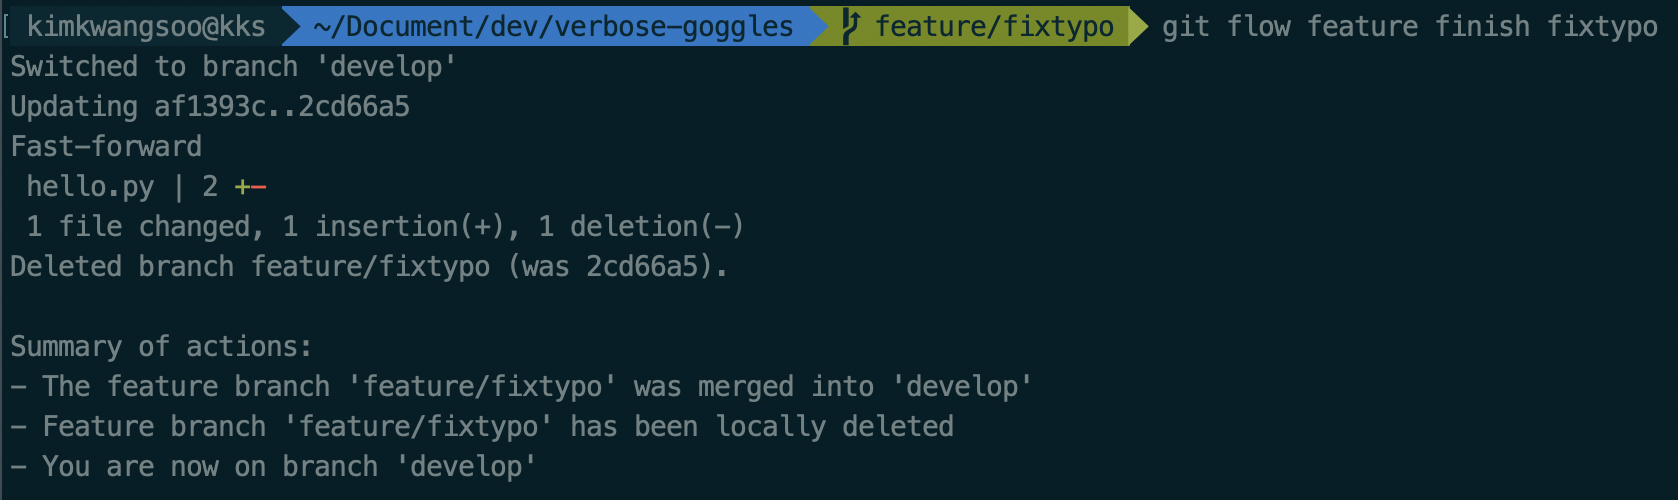 kimkwangsoo@kks ~/Document/dev/verbose-goggles feature/fixtypo git flow feature finish fixtypo
Switched to branch 'develop'
Updating af1393c..2cd66a5
Fast-forward
hello.py | 2 +-
1 file changed, 1 insertion(+), 1 deletion(-)
Deleted branch feature/fixtypo (was 2cd66a5).
Summary of actions:
- The feature branch 'feature/fixtypo' was merged into 'develop'
- Feature branch 'feature/fixtypo' has been locally deleted
- You are now on branch 'develop'